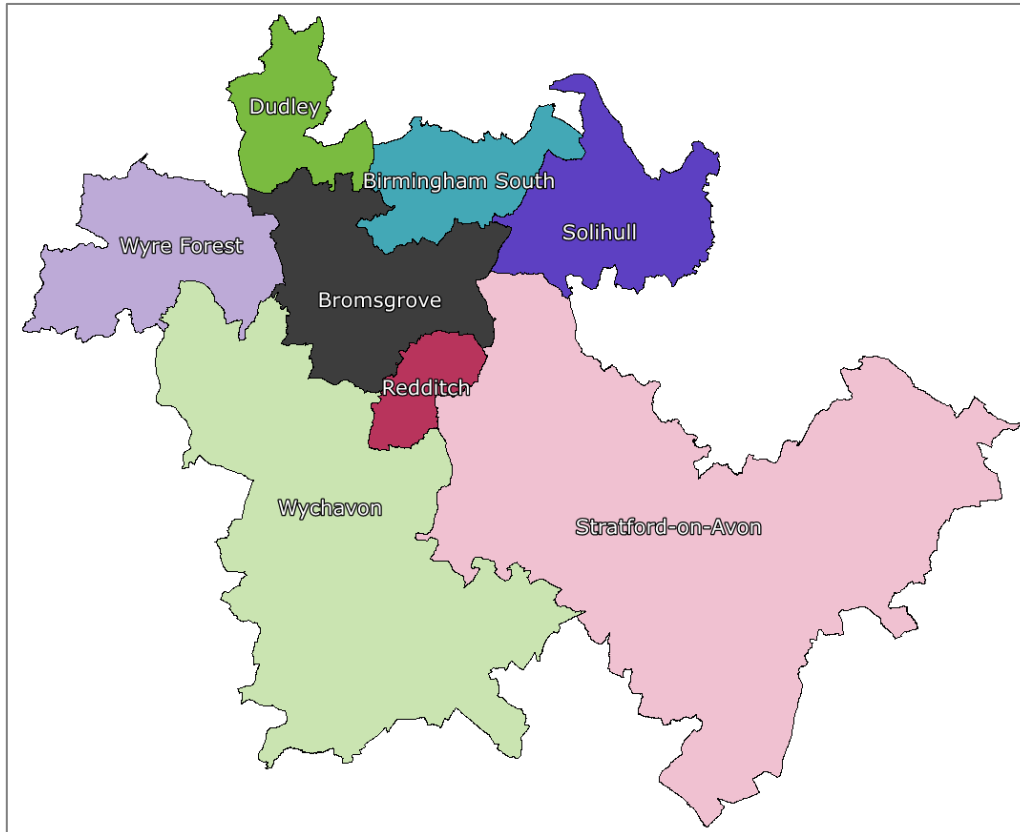 Dudley
Birmingham South
Solihull
Wyre Forest
Bromsgrove
Redditch
Wychavon
Stratford-on-Avon